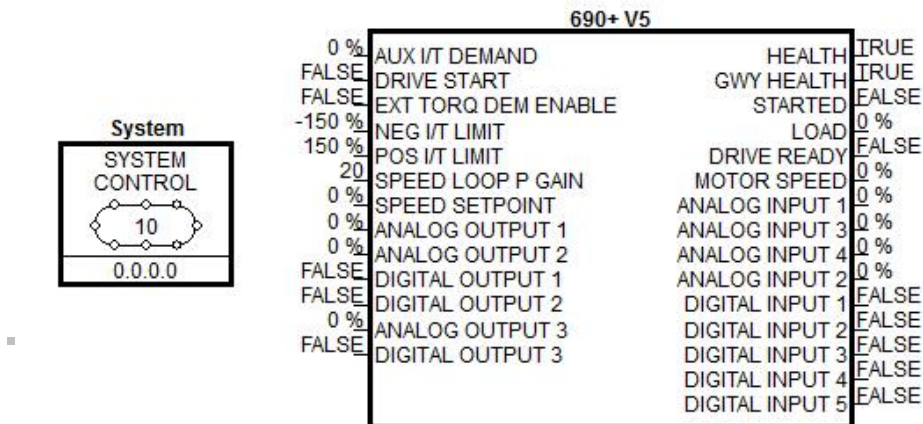 690+ V5
System
SYSTEM
CONTROL
10
0.0.0.0
0 % AUX I/T DEMAND HEALTH TRUE
FALSE DRIVE START GWY HEALTH TRUE
FALSE EXT TORQ DEM ENABLE STARTED FALSE
-150 % NEG I/T LIMIT LOAD 0 %
150 % POS I/T LIMIT DRIVE READY FALSE
20 SPEED LOOP P GAIN MOTOR SPEED 0 %
0 % SPEED SETPOINT ANALOG INPUT 1 0 %
0 % ANALOG OUTPUT 1 ANALOG INPUT 3 0 %
0 % ANALOG OUTPUT 2 ANALOG INPUT 4 0 %
FALSE DIGITAL OUTPUT 1 ANALOG INPUT 2 0 %
FALSE DIGITAL OUTPUT 2 DIGITAL INPUT 1 FALSE
0 % ANALOG OUTPUT 3 DIGITAL INPUT 2 FALSE
FALSE DIGITAL OUTPUT 3 DIGITAL INPUT 3 FALSE
DIGITAL INPUT 4 FALSE
DIGITAL INPUT 5 FALSE